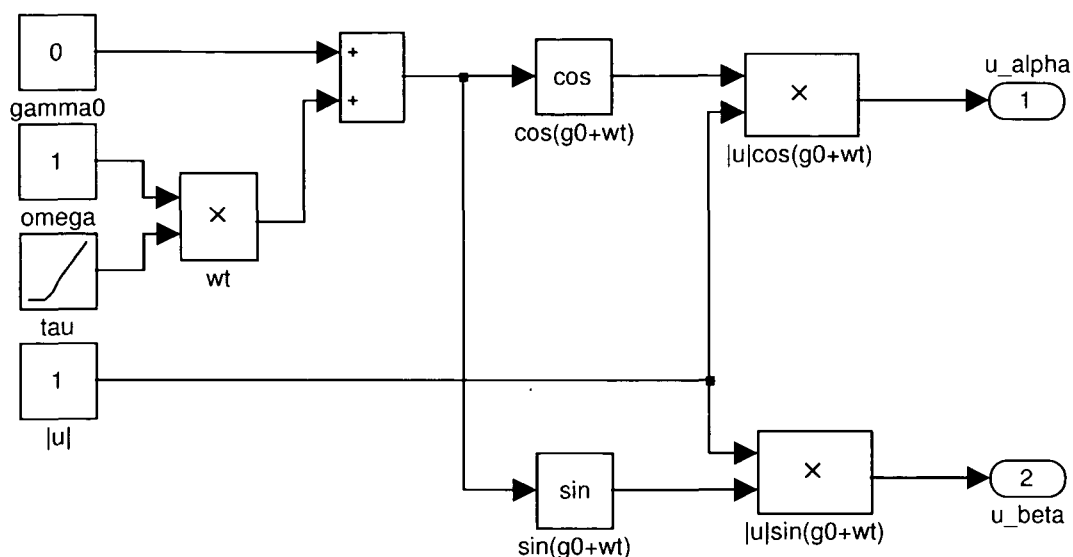 0
gamma0
1
omega
tau
1
|u|
×
wt
+
+
cos
cos(g0+wt)
×
|u|cos(g0+wt)
u_alpha
1
sin
sin(g0+wt)
×
|u|sin(g0+wt)
2
u_beta